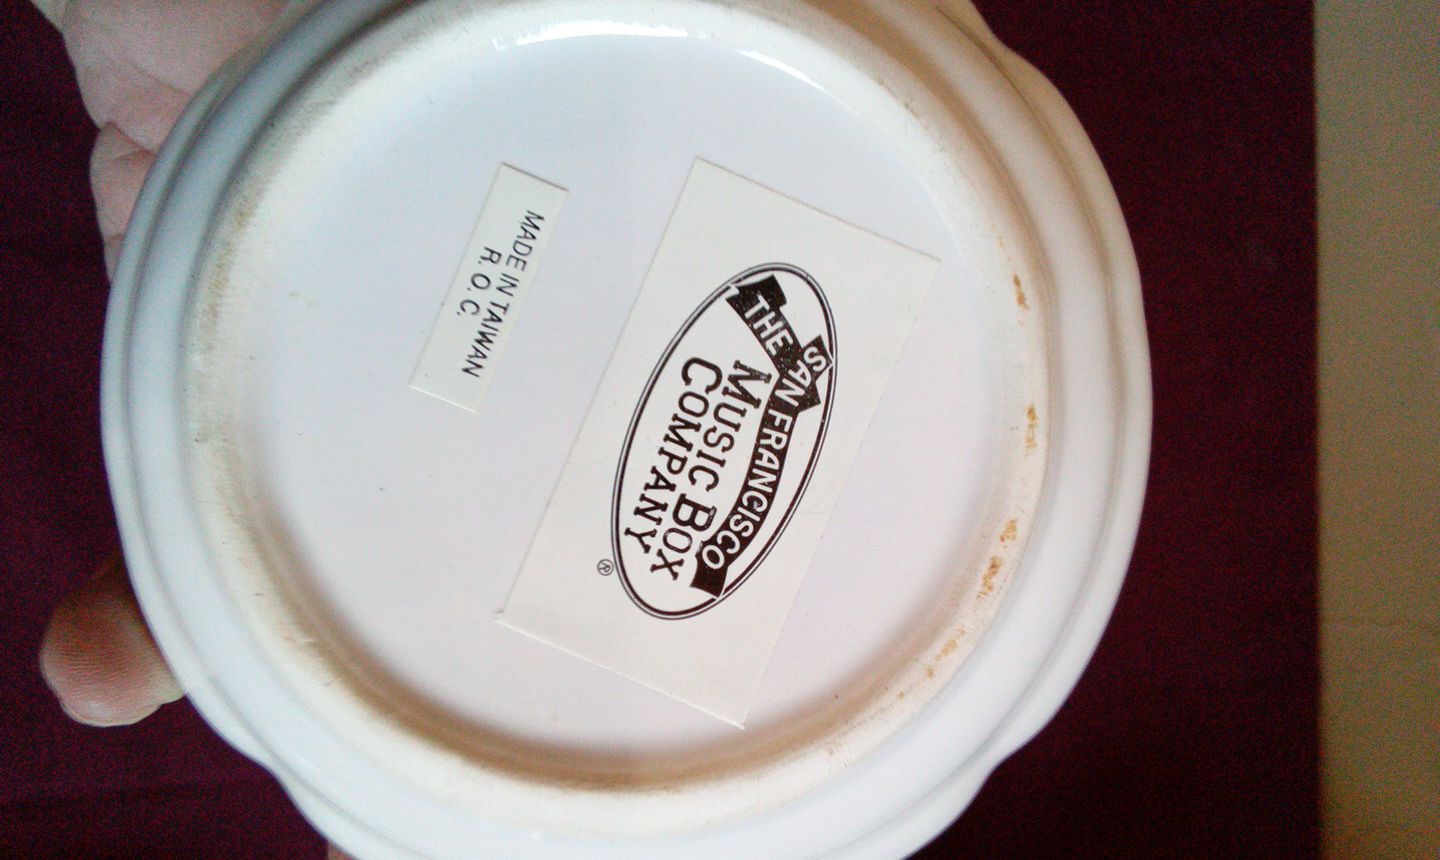 THE SAN FRANCISCO
MUSIC BOX
COMPANY
®
MADE IN TAIWAN
R.O.C.